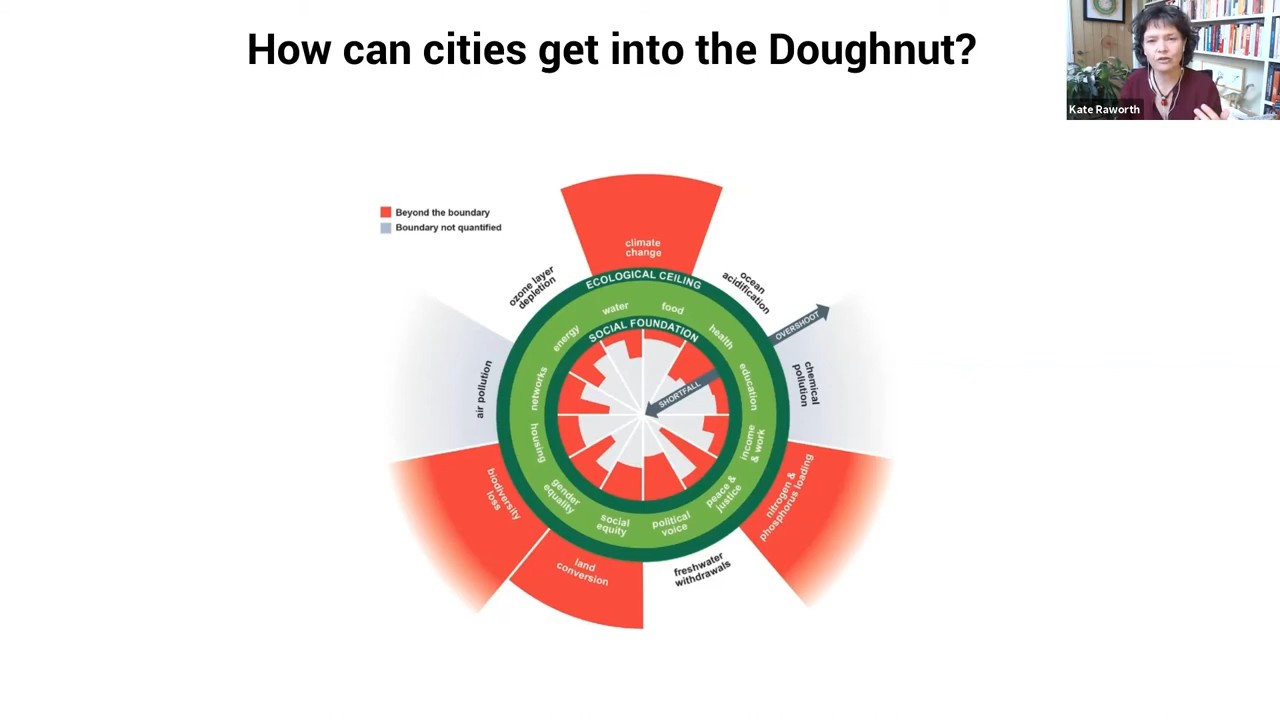 How can cities get into the Doughnut?
Kate Raworth
Beyond the boundary
Boundary not quantified
climate
change
ozone layer
depletion
ocean
acidification
ECOLOGICAL CEILING
water
food
energy
SOCIAL FOUNDATION
health
OVERSHOOT
air pollution
networks
SHORTFALL
education
chemical
pollution
housing
income
& work
biodiversity
loss
gender
equality
peace &
justice
nitrogen &
phosphorus loading
social
equity
political
voice
land
conversion
freshwater
withdrawals